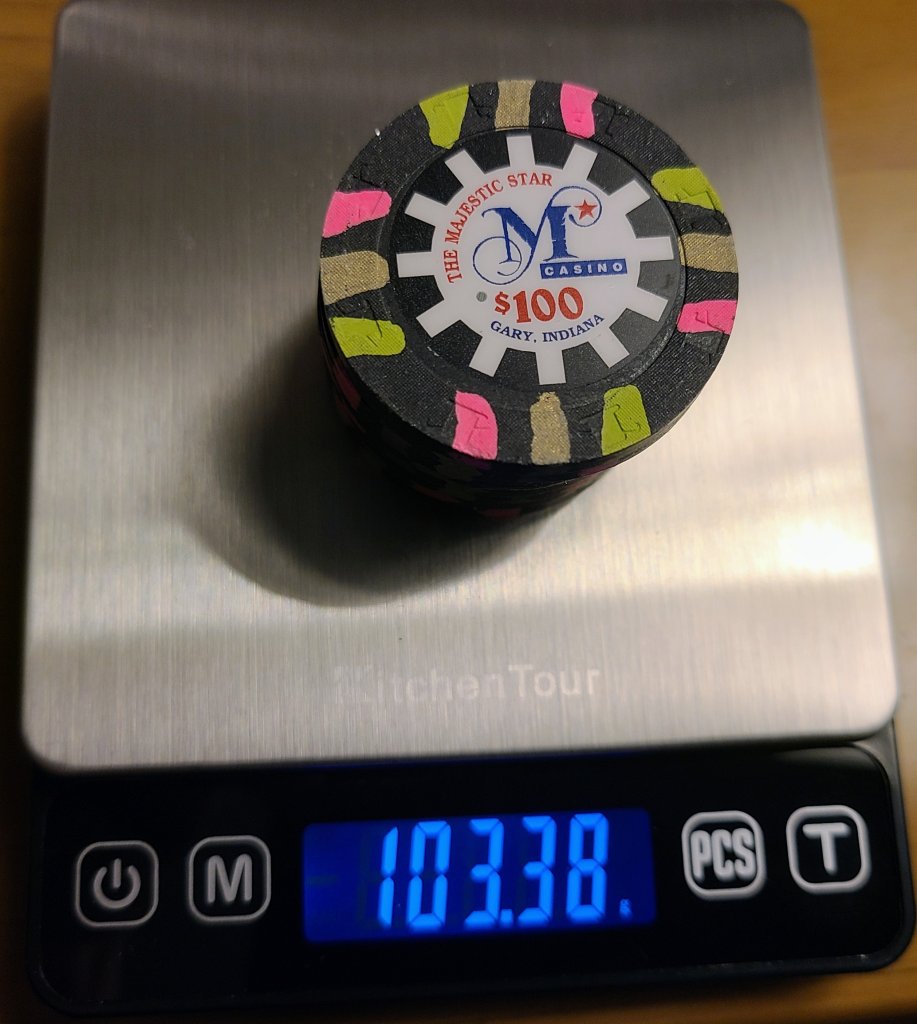 THE MAJESTIC STAR
M
CASINO
$100
GARY, INDIANA
KitchenTour
M
103.38
PCS
T